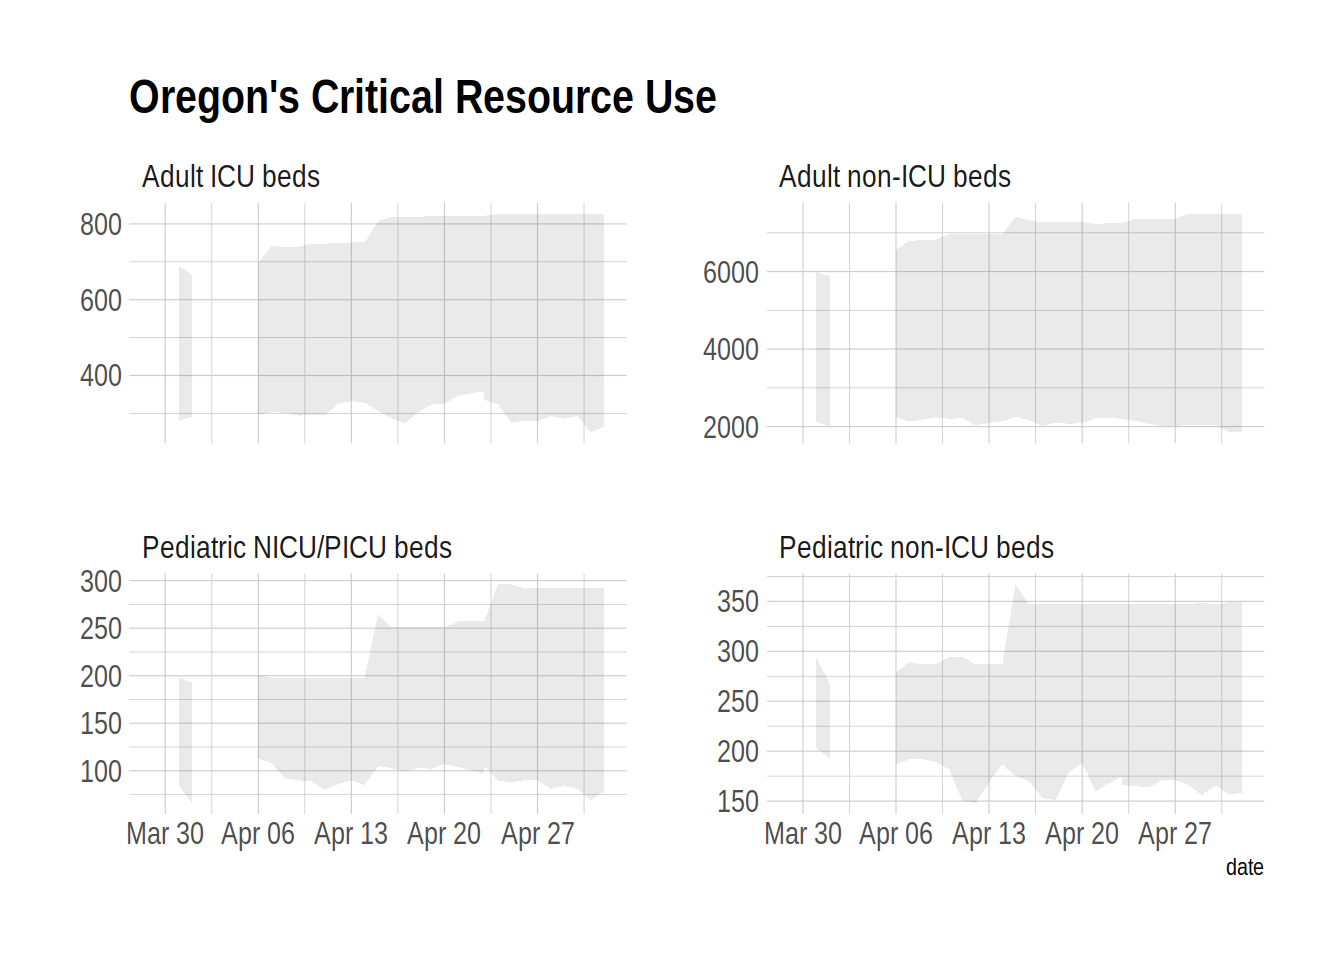 Oregon's Critical Resource Use
Adult ICU beds
800
600
400
Adult non-ICU beds
6000
4000
2000
Pediatric NICU/PICU beds
300
250
200
150
100
Mar 30 Apr 06 Apr 13 Apr 20 Apr 27
Pediatric non-ICU beds
350
300
250
200
150
Mar 30 Apr 06 Apr 13 Apr 20 Apr 27
date